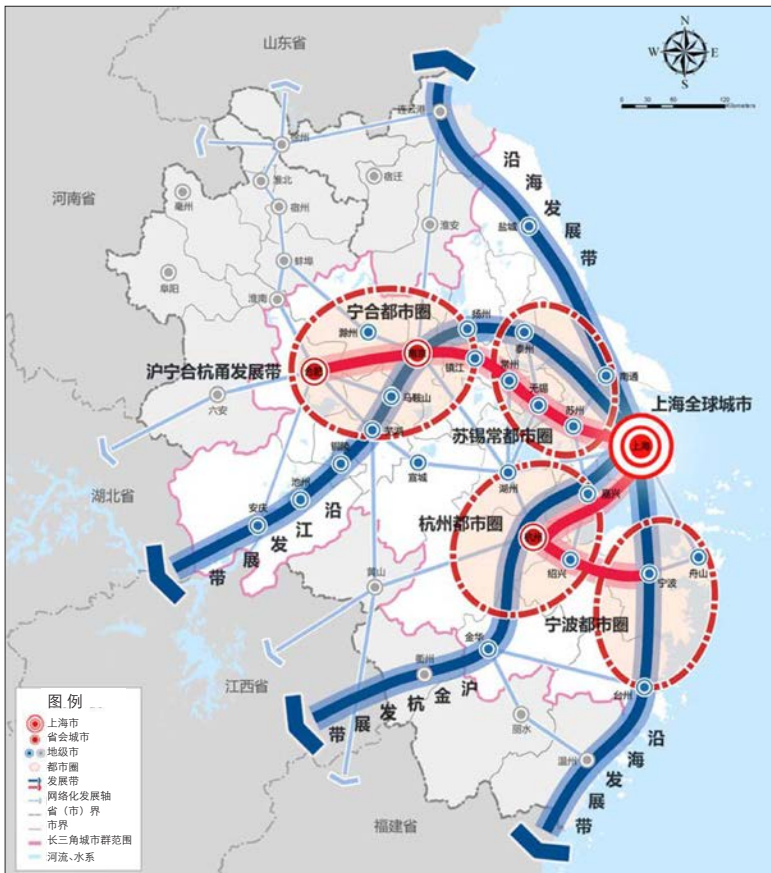 山东省
N
W
E
S
0
60
120
Kilometers
连云港
徐州
河南省
淮北
宿迁
亳州
宿州
沿海发展带
盐城
淮安
蚌埠
阜阳
淮南
宁合都市圈
扬州
滁州
泰州
南京
沪宁合杭甬发展带
合肥
镇江
常州
南通
六安
马鞍山
无锡
上海全球城市
苏州
芜湖
苏锡常都市圈
上海
铜陵
宣城
湖州
湖北省
池州
嘉兴
安庆
杭州都市圈
杭州
沿江发展带
绍兴
舟山
黄山
宁波
宁波都市圈
金华
江西省
衢州
台州
沪金杭发展带
丽水
温州
沿海发展带
福建省
图例
上海市
省会城市
地级市
都市圈
发展带
网络化发展轴
省（市）界
市界
长三角城市群范围
河流、水系